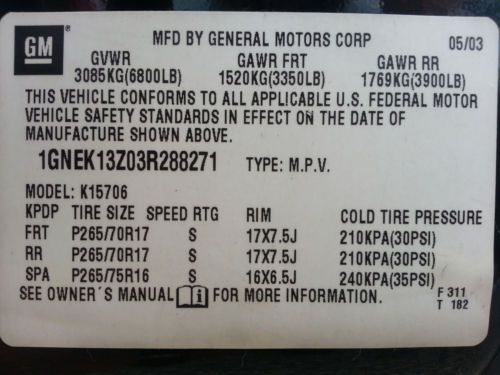 GM MFD BY GENERAL MOTORS CORP 05/03
GVWR GAWR FRT GAWR RR
3085KG(6800LB) 1520KG(3350LB) 1769KG(3900LB)
THIS VEHICLE CONFORMS TO ALL APPLICABLE U.S. FEDERAL MOTOR
VEHICLE SAFETY STANDARDS IN EFFECT ON THE DATE OF
MANUFACTURE SHOWN ABOVE.
1GNEK13Z03R288271 TYPE: M.P.V.
MODEL: K15706
KPDP TIRE SIZE SPEED RTG RIM COLD TIRE PRESSURE
FRT P265/70R17 S 17X7.5J 210KPA(30PSI)
RR P265/70R17 S 17X7.5J 210KPA(30PSI)
SPA P265/75R16 S 16X6.5J 240KPA(35PSI)
SEE OWNER'S MANUAL i FOR MORE INFORMATION. F 311
T 182